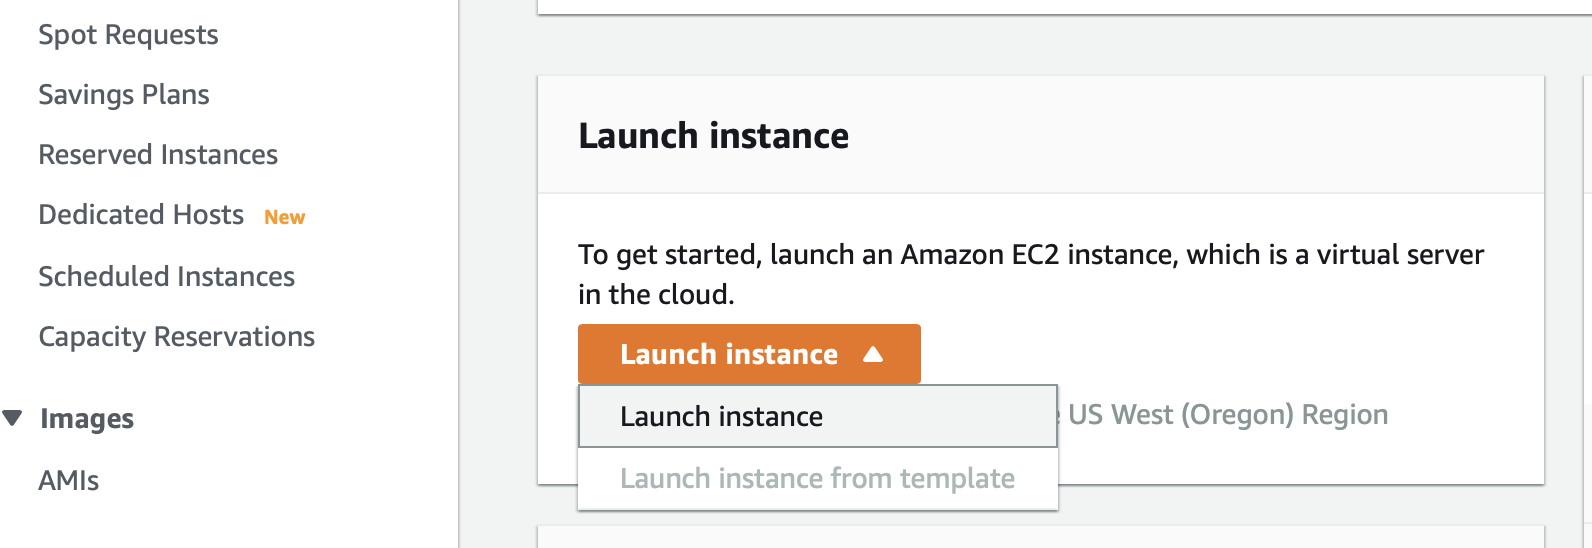 Spot Requests
Savings Plans
Reserved Instances
Dedicated Hosts New
Scheduled Instances
Capacity Reservations
Images
AMIs
Launch instance
To get started, launch an Amazon EC2 instance, which is a virtual server
in the cloud.
Launch instance
Launch instance
US West (Oregon) Region
Launch instance from template